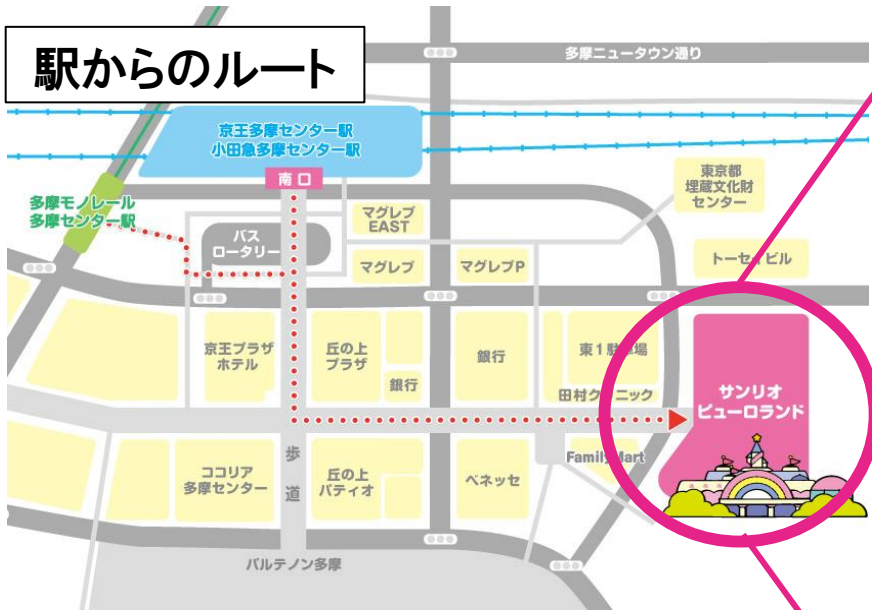 駅からのルート
多摩ニュータウン通り
京王多摩センター駅
小田急多摩センター駅
南口
多摩モノレール
多摩センター駅
バス
ロータリー
マグレブ
EAST
東京都
埋蔵文化財
センター
マグレブ
マグレブP
トーセイビル
京王プラザ
ホテル
丘の上
プラザ
銀行
銀行
東1駐車場
田村クリニック
サンリオ
ピューロランド
歩道
ココリア
多摩センター
丘の上
パティオ
ベネッセ
FamilyMart
パルテノン多摩